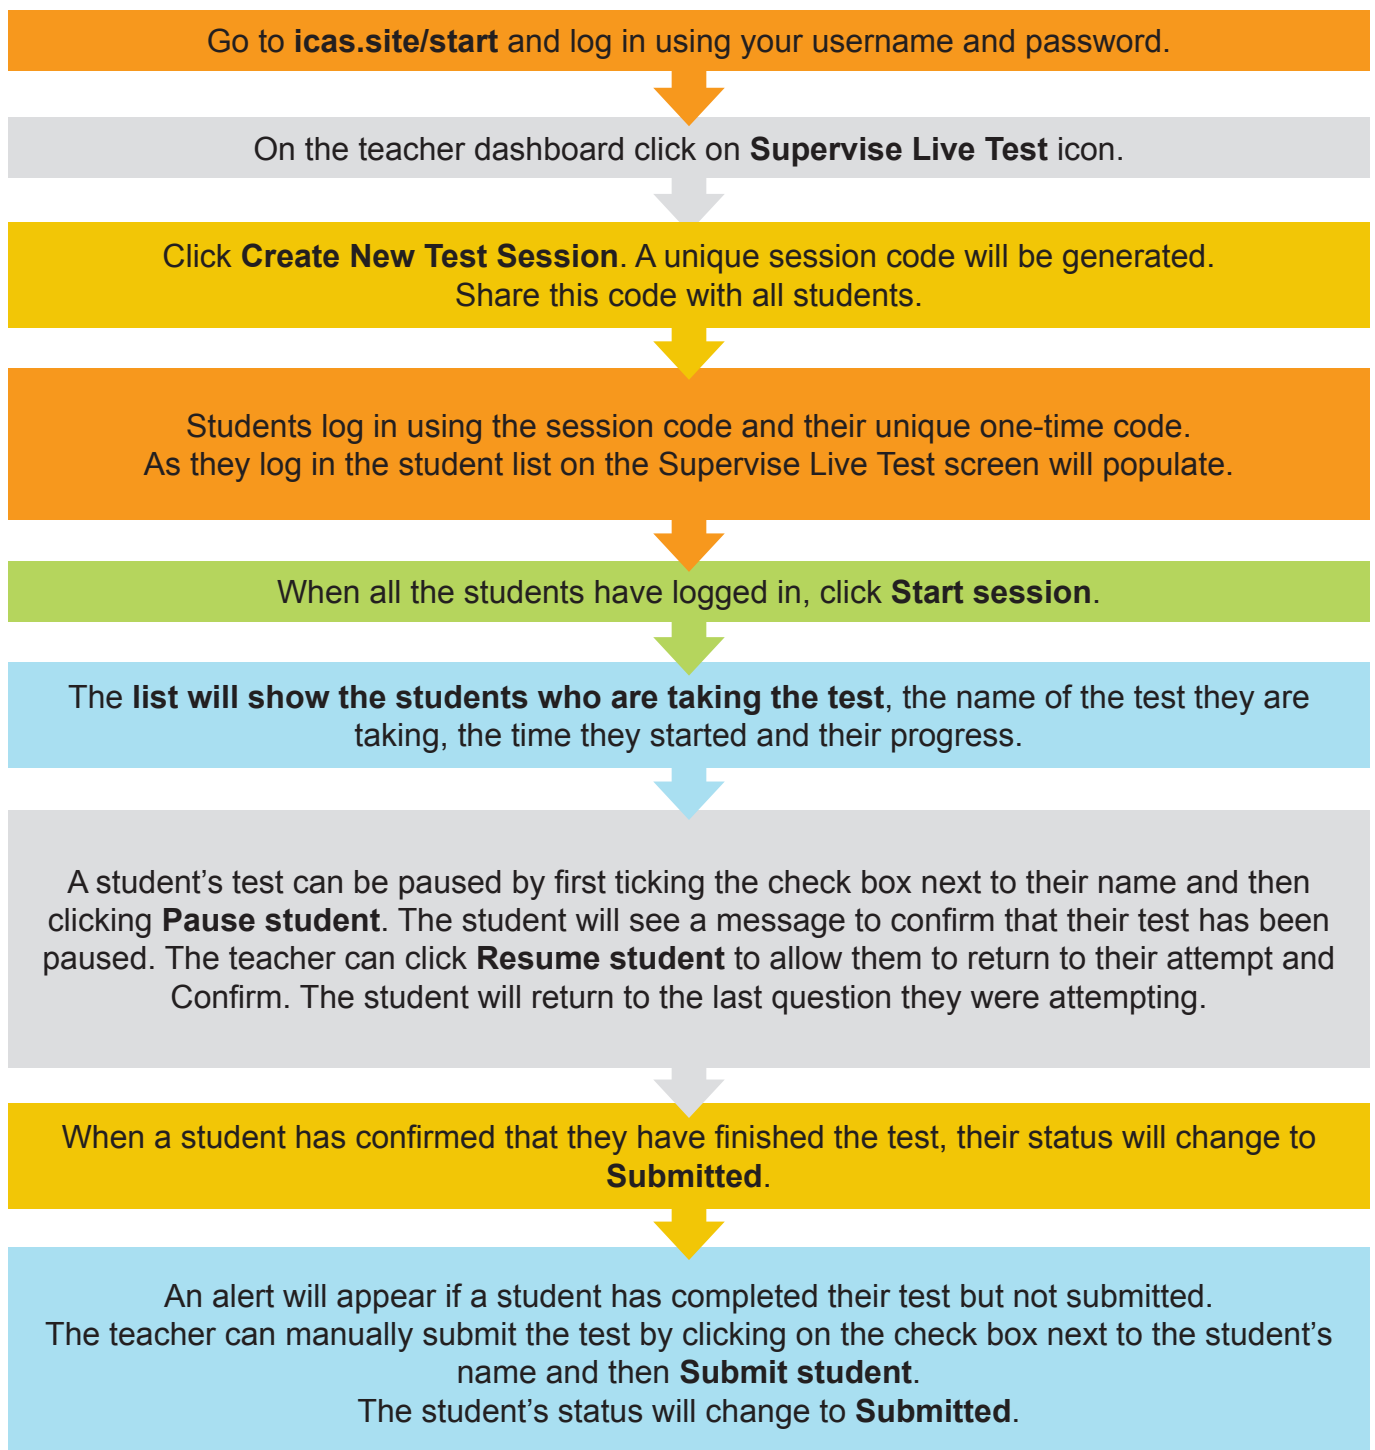 Go to icas.site/start and log in using your username and password.
On the teacher dashboard click on Supervise Live Test icon.
Click Create New Test Session. A unique session code will be generated.
Share this code with all students.
Students log in using the session code and their unique one-time code.
As they log in the student list on the Supervise Live Test screen will populate.
When all the students have logged in, click Start session.
The list will show the students who are taking the test, the name of the test they are
taking, the time they started and their progress.
A student’s test can be paused by first ticking the check box next to their name and then
clicking Pause student. The student will see a message to confirm that their test has been
paused. The teacher can click Resume student to allow them to return to their attempt and
Confirm. The student will return to the last question they were attempting.
When a student has confirmed that they have finished the test, their status will change to
Submitted.
An alert will appear if a student has completed their test but not submitted.
The teacher can manually submit the test by clicking on the check box next to the student’s
name and then Submit student.
The student’s status will change to Submitted.